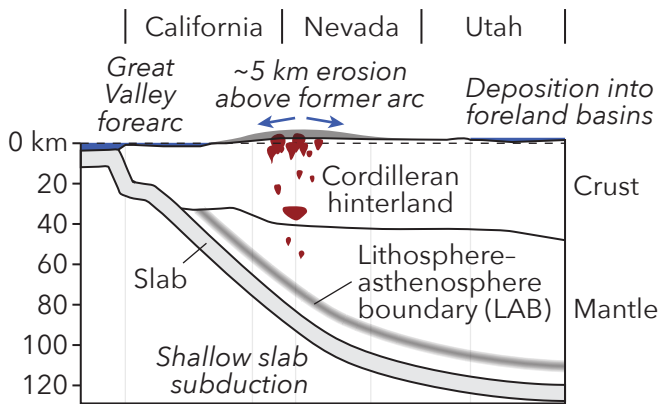 California
Nevada
Utah
Great
Valley
forearc
~5 km erosion
above former arc
Deposition into
foreland basins
0 km
20
40
60
80
100
120
Cordilleran
hinterland
Crust
Slab
Lithosphere–
asthenosphere
boundary (LAB)
Mantle
Shallow slab
subduction